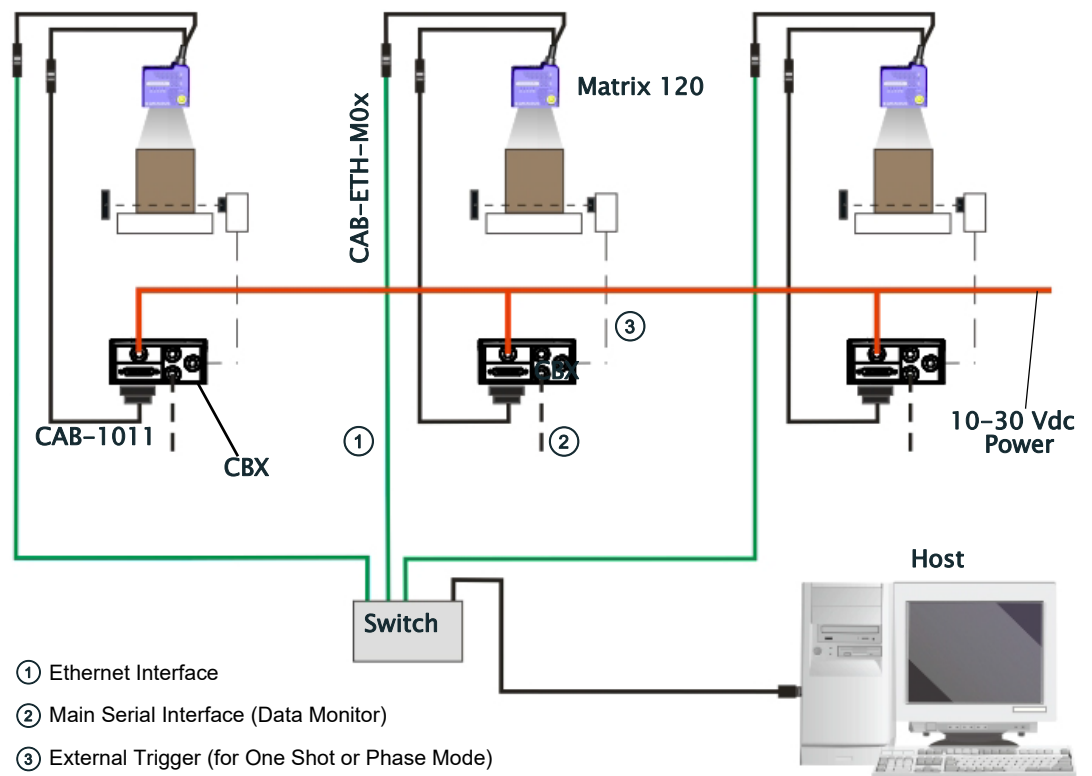 Matrix 120
CAB-ETH-M0x
3
CBX
CAB-1011
CBX
1
2
10-30 Vdc
Power
Host
Switch
1 Ethernet Interface
2 Main Serial Interface (Data Monitor)
3 External Trigger (for One Shot or Phase Mode)